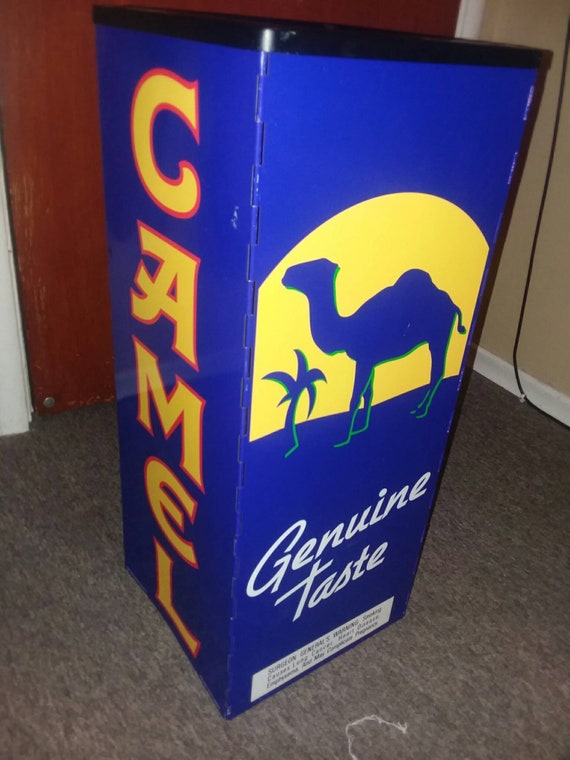 CAMEL
Genuine
Taste
SURGEON GENERAL'S WARNING: Smoking
Causes Lung Cancer, Heart Disease,
Emphysema, And May Complicate Pregnancy.